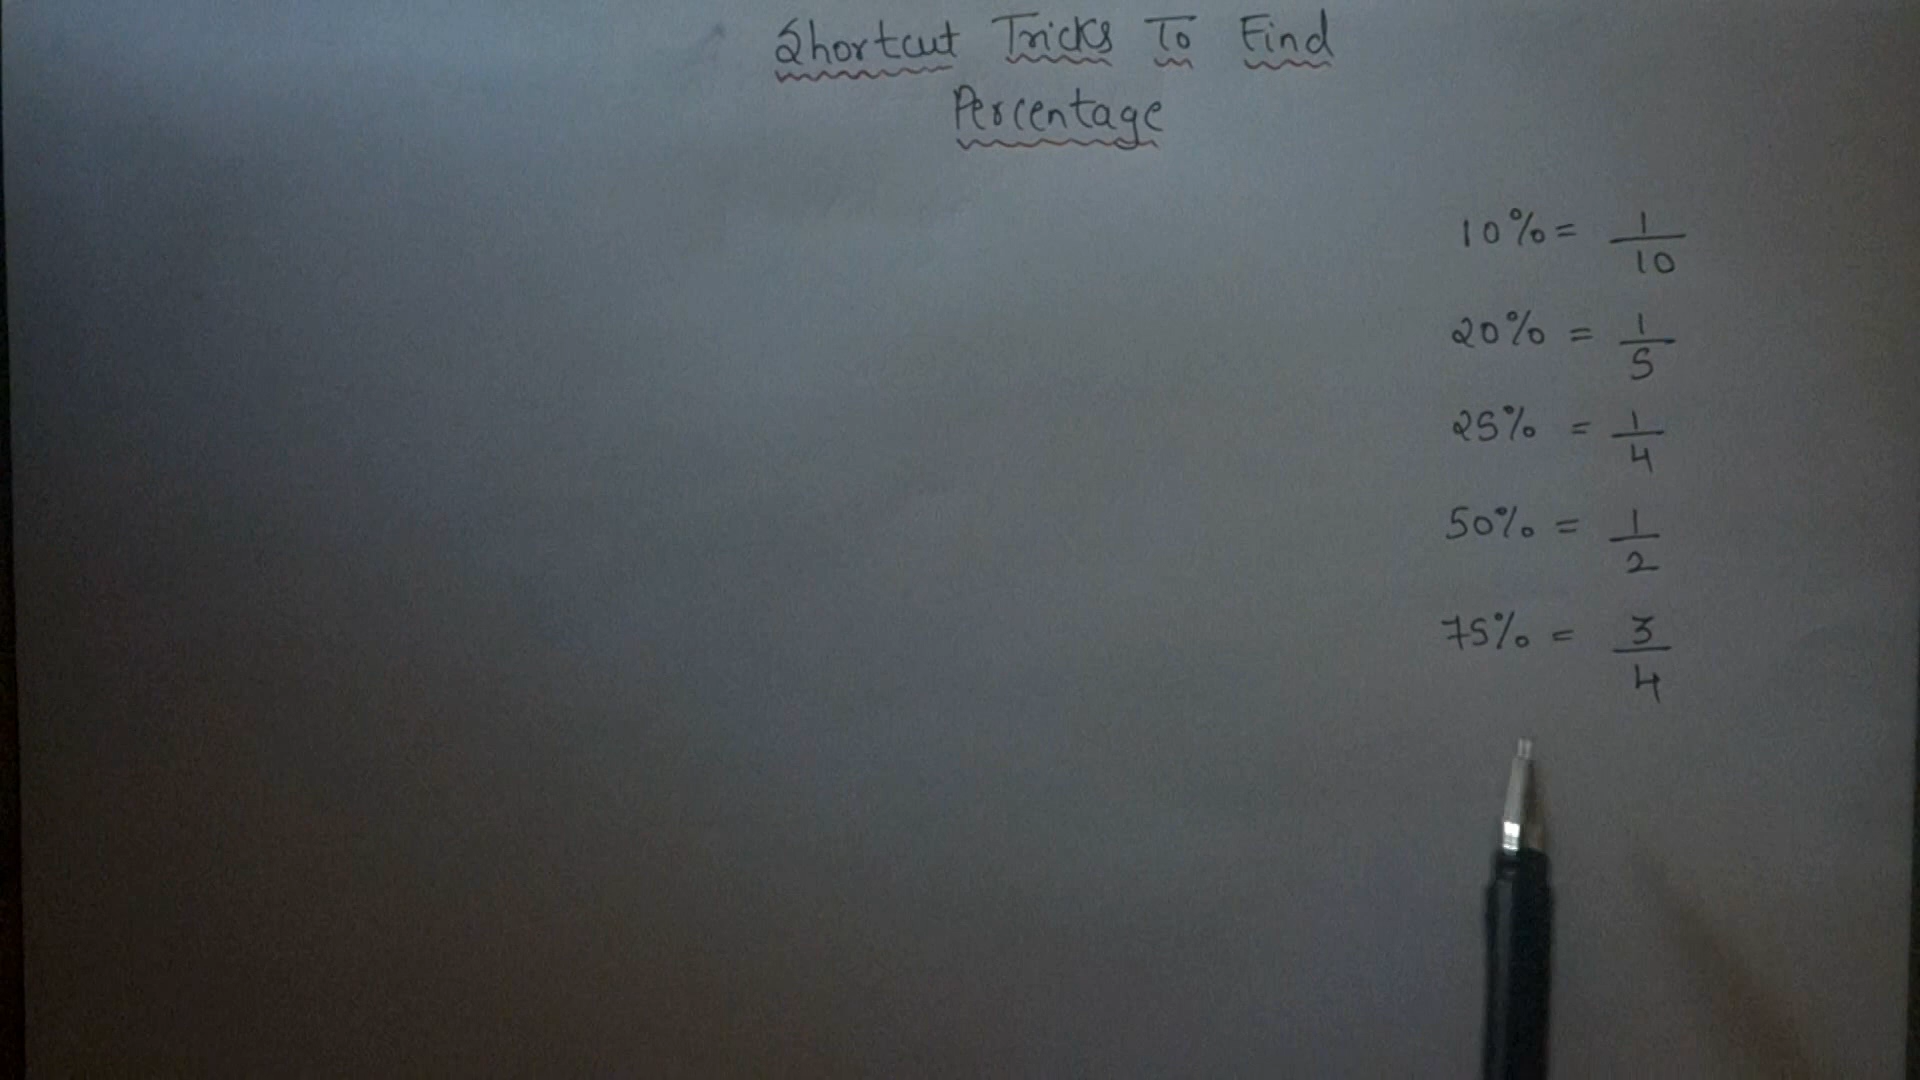 Shortcut Tricks To Find
Percentage
10% = 1/10
20% = 1/5
25% = 1/4
50% = 1/2
75% = 3/4